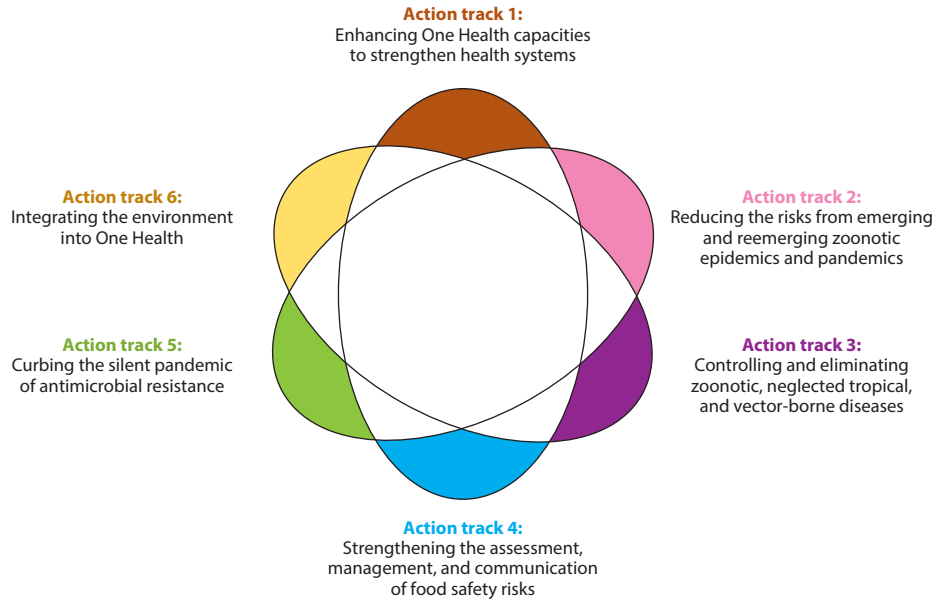 Action track 1:
Enhancing One Health capacities
to strengthen health systems
Action track 2:
Reducing the risks from emerging
and reemerging zoonotic
epidemics and pandemics
Action track 3:
Controlling and eliminating
zoonotic, neglected tropical,
and vector-borne diseases
Action track 4:
Strengthening the assessment,
management, and communication
of food safety risks
Action track 5:
Curbing the silent pandemic
of antimicrobial resistance
Action track 6:
Integrating the environment
into One Health